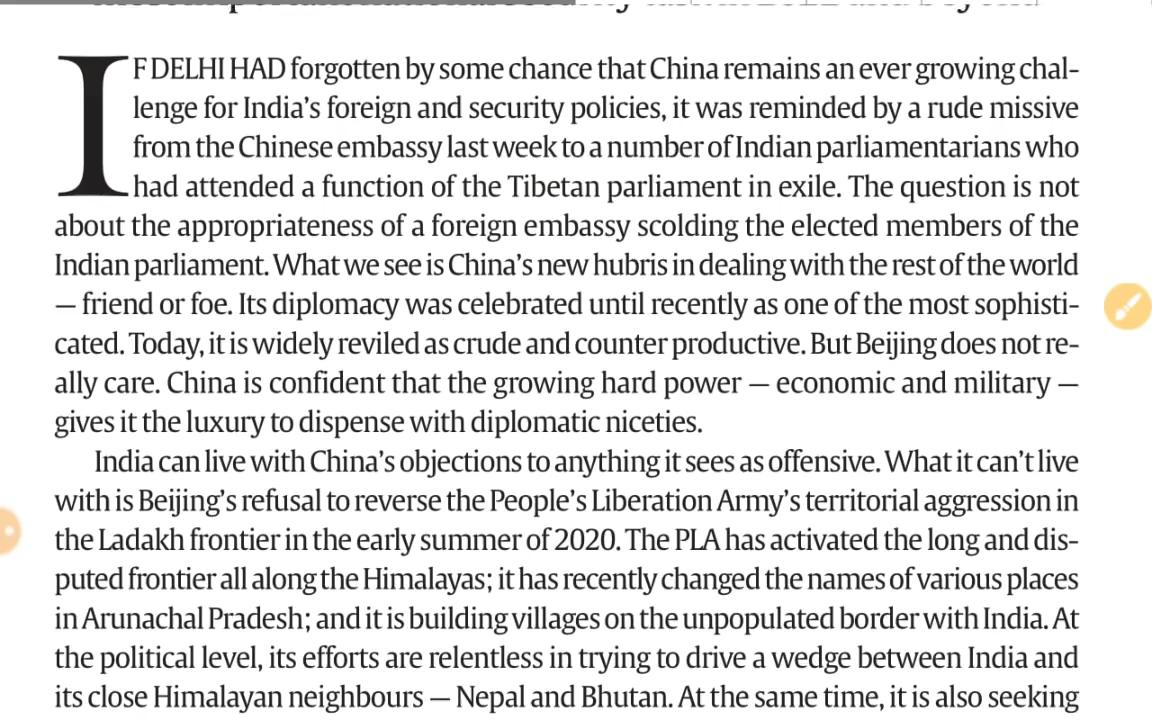 IF DELHI HAD forgotten by some chance that China remains an ever growing chal-
lenge for India's foreign and security policies, it was reminded by a rude missive
from the Chinese embassy last week to a number of Indian parliamentarians who
had attended a function of the Tibetan parliament in exile. The question is not
about the appropriateness of a foreign embassy scolding the elected members of the
Indian parliament. What we see is China's new hubris in dealing with the rest of the world
— friend or foe. Its diplomacy was celebrated until recently as one of the most sophisti-
cated. Today, it is widely reviled as crude and counter productive. But Beijing does not re-
ally care. China is confident that the growing hard power — economic and military —
gives it the luxury to dispense with diplomatic niceties.
India can live with China's objections to anything it sees as offensive. What it can't live
with is Beijing's refusal to reverse the People's Liberation Army's territorial aggression in
the Ladakh frontier in the early summer of 2020. The PLA has activated the long and dis-
puted frontier all along the Himalayas; it has recently changed the names of various places
in Arunachal Pradesh; and it is building villages on the unpopulated border with India. At
the political level, its efforts are relentless in trying to drive a wedge between India and
its close Himalayan neighbours — Nepal and Bhutan. At the same time, it is also seeking